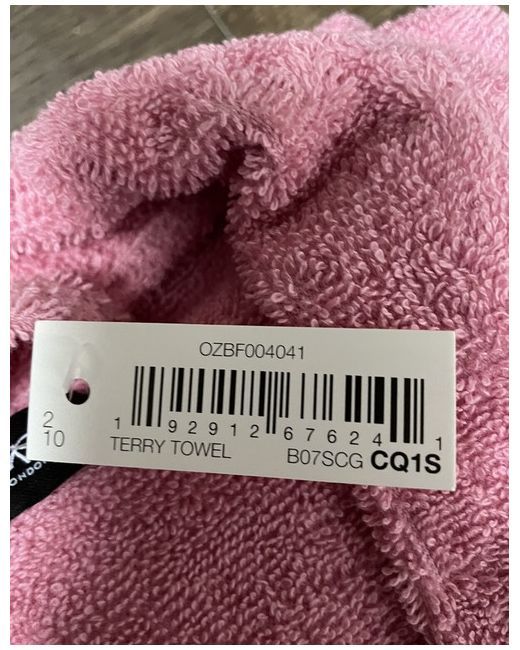 OZBF004041
2
10
1 92912 67624 1
TERRY TOWEL B07SCG CQ1S